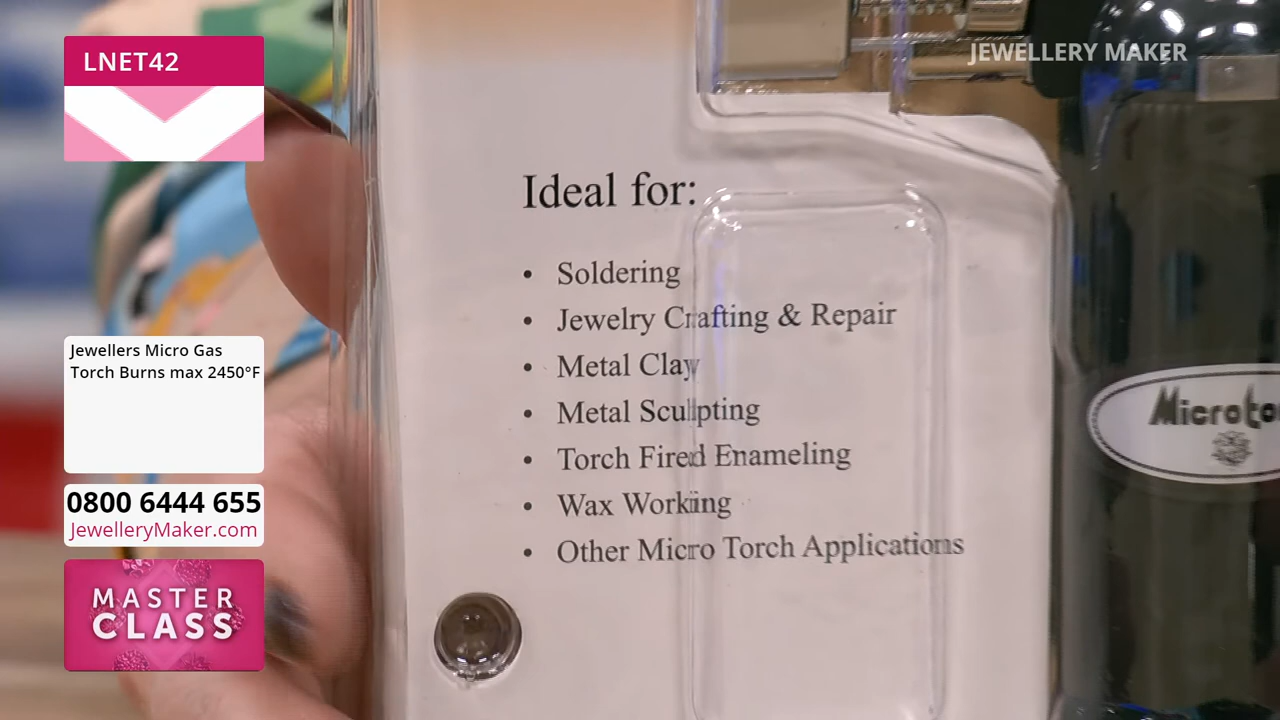 LNET42
JEWELLERY MAKER
Ideal for:
• Soldering
• Jewelry Crafting & Repair
• Metal Clay
• Metal Sculpting
• Torch Fired Enameling
• Wax Working
• Other Micro Torch Applications
Jewellers Micro Gas
Torch Burns max 2450°F
0800 6444 655
JewelleryMaker.com
MASTER
CLASS